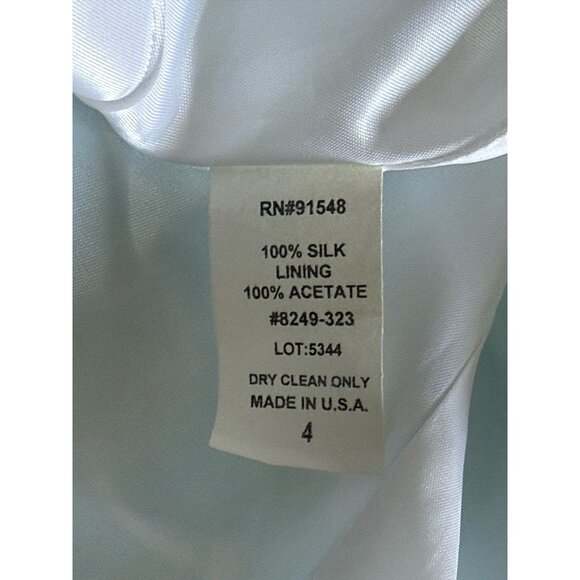 RN#91548
100% SILK
LINING
100% ACETATE
#8249-323
LOT:5344
DRY CLEAN ONLY
MADE IN U.S.A.
4